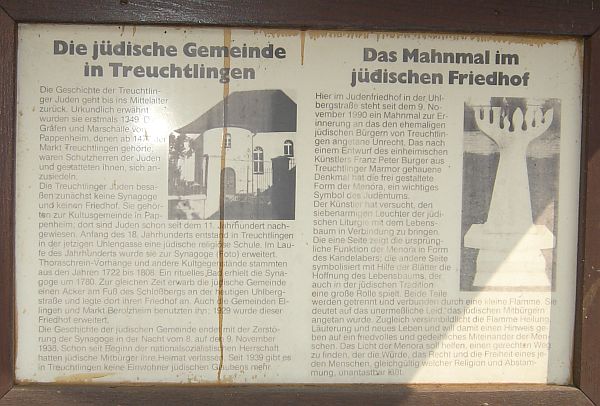 Die jüdische Gemeinde
in Treuchtlingen
Die Geschichte der Treuchtlin-
ger Juden geht bis ins Mittelalter
zurück. Urkundlich erwähnt
wurden sie erstmals 1349. Die
Grafen und Marschälle von
Pappenheim, denen ab
Markt Treuchtlingen gehörte,
waren Schutzherren der Juden
und gestatteten ihnen, sich an-
zusiedeln.
Die Treuchtlinger Juden besa-
ßen zunächst keine Synagoge
und keinen Friedhof. Sie gehör-
ten zur Kultusgemeinde in Pap-
penheim; dort sind Juden schon seit dem 11. Jahrhundert nach-
gewiesen. Anfang des 18. Jahrhunderts entstand in Treuchtlingen
in der jetzigen Uhlengasse eine jüdische religiöse Schule. Im Lau-
fe des Jahrhunderts wurde sie zur Synagoge (rot) erweitert.
Thoraschrein-Vorhänge und andere Kultgegenstände stammten
aus den Jahren 1722 bis 1808. Ein rituelles Bad erhielt die Syna-
goge um 1780. Zur gleichen Zeit erwarb die jüdische Gemeinde
einen Acker am Fuß des Schloßbergs an der heutigen Uhlberg-
straße und legte dort ihren Friedhof an. Auch die Gemeinden El-
lingen und Markt Berolzheim benutzten ihn; 1929 wurde dieser
Friedhof erweitert.
Die Geschichte der jüdischen Gemeinde endet mit der Zerstö-
rung der Synagoge in der Nacht vom 8. auf den 9. November
1938. Schon seit Beginn der nationalsozialistischen Herrschaft
hatten jüdische Mitbürger ihre Heimat verlassen. Seit 1939 gibt es
in Treuchtlingen keine Einwohner jüdischen Glaubens mehr.
Das Mahnmal im
jüdischen Friedhof
Hier im Judenfriedhof in der Uhl-
bergstraße steht seit dem 9. No-
vember 1990 ein Mahnmal zur Er-
innerung an das den ehemaligen
jüdischen Bürgern von Treuchtlin-
gen angetane Unrecht. Das nach
einem Entwurf des einheimischen
Künstlers Franz Peter Burger aus
Treuchtlinger Marmor gehauene
Denkmal hat die frei gestaltete
Form der Menora, ein wichtiges
Symbol des Judentums.
Der Künstler hat versucht, den
siebenarmigen Leuchter der jüdi-
schen Liturgie mit dem Lebens-
baum in Verbindung zu bringen.
Die eine Seite zeigt die ursprüng-
liche Funktion der Menora in Form
des Kandelabers; die andere Seite
symbolisiert mit Hilfe der Blätter die
Hoffnung des Lebensbaums, der
auch in der jüdischen Tradition
eine große Rolle spielt. Beide Teile
werden getrennt und verbunden durch eine kleine Flamme. Sie
deutet auf das unermeßliche Leid, das jüdischen Mitbürgern
angetan wurde. Zugleich versinnbildlicht die Flamme Heilung,
Läuterung und neues Leben und will damit einen Hinweis ge-
ben auf ein freivolles und gedeihliches Miteinander der Men-
schen. Das Licht der Menora soll helfen, einen gerechten Weg
zu finden, der die Würde, das Recht und die Freiheit eines je-
den Menschen, gleichgültig welcher Religion und Abstam-
mung, unantastbar läßt.